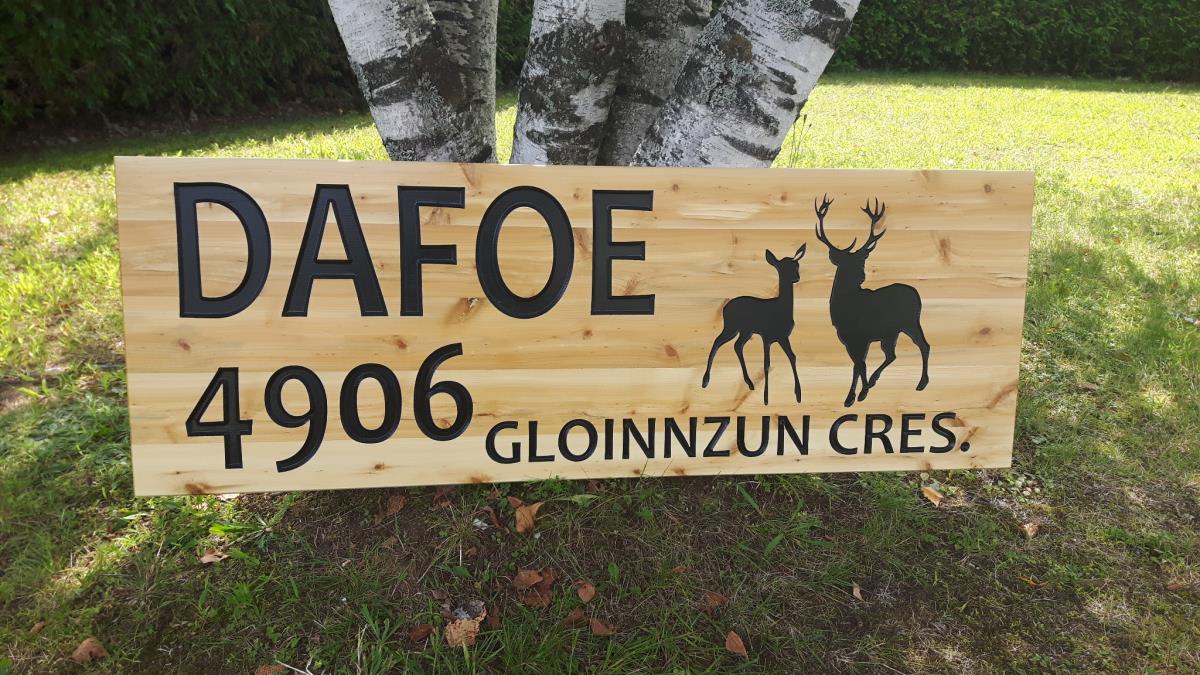 DAFOE
4906 GLOINNZUN CRES.